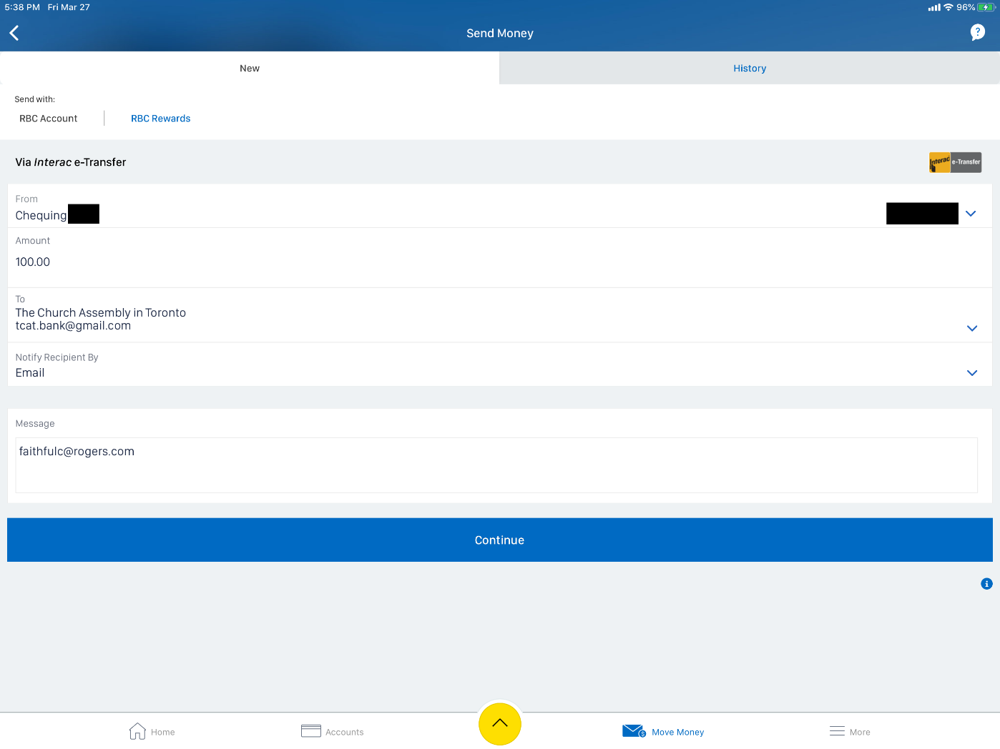 5:38 PM Fri Mar 27 96%
Send Money
?
New History
Send with:
RBC Account RBC Rewards
Via Interac e-Transfer
Interac e-Transfer
From
Chequing
Amount
100.00
To
The Church Assembly in Toronto
tcat.bank@gmail.com
Notify Recipient By
Email
Message
faithfulc@rogers.com
Continue
i
Home Accounts $ Move Money More